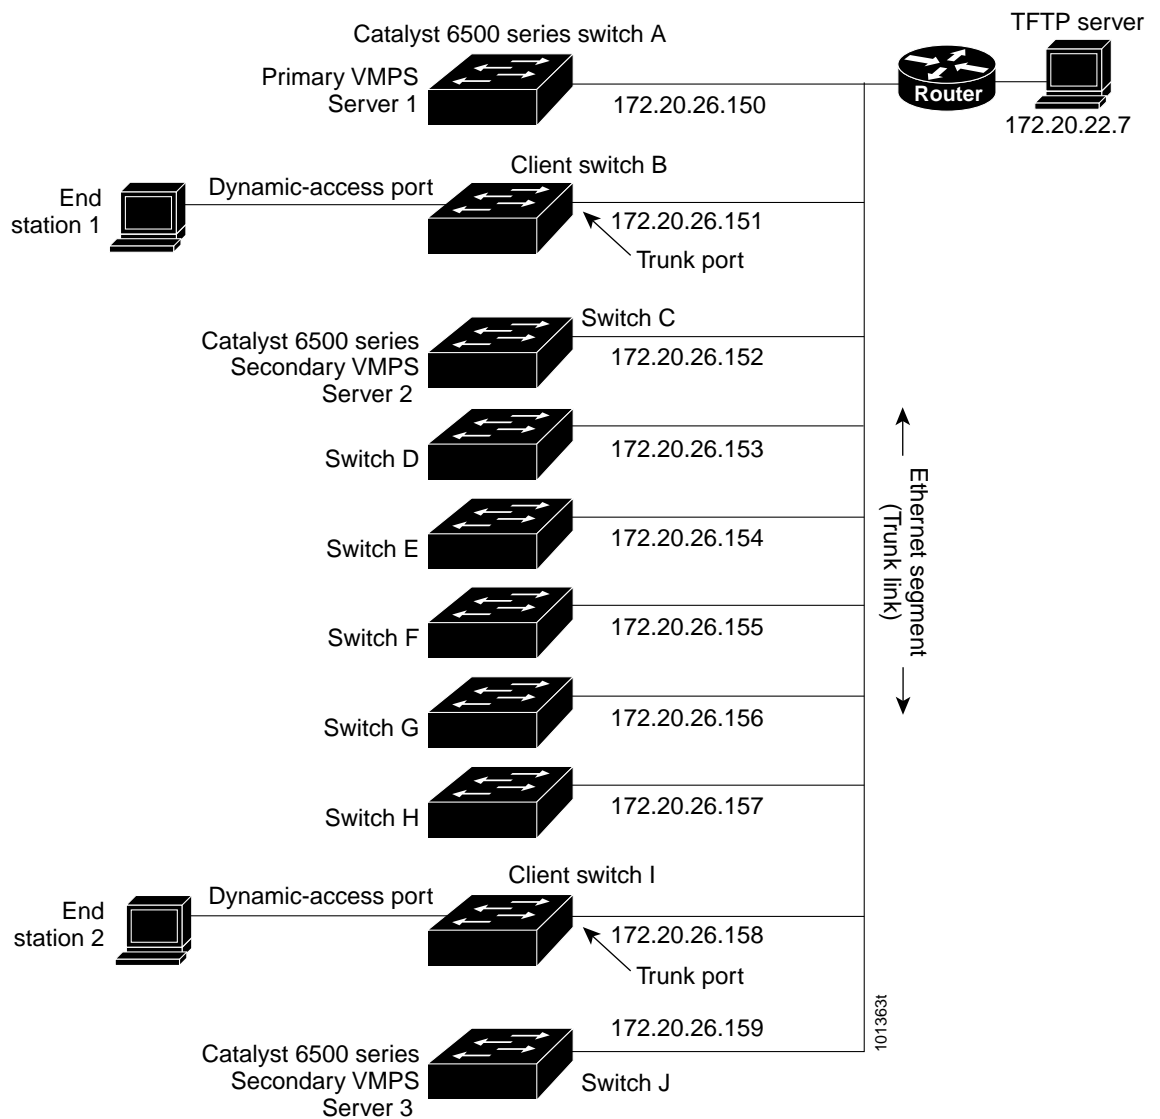 TFTP server
Catalyst 6500 series switch A
Primary VMPS
Server 1
Router
172.20.26.150
172.20.22.7
Client switch B
Dynamic-access port
End
station 1
172.20.26.151
Trunk port
Switch C
Catalyst 6500 series
Secondary VMPS
Server 2
172.20.26.152
Switch D
172.20.26.153
Switch E
172.20.26.154
Ethernet segment
(Trunk link)
Switch F
172.20.26.155
Switch G
172.20.26.156
Switch H
172.20.26.157
Client switch I
Dynamic-access port
End
station 2
172.20.26.158
Trunk port
101363t
172.20.26.159
Catalyst 6500 series
Secondary VMPS
Server 3
Switch J